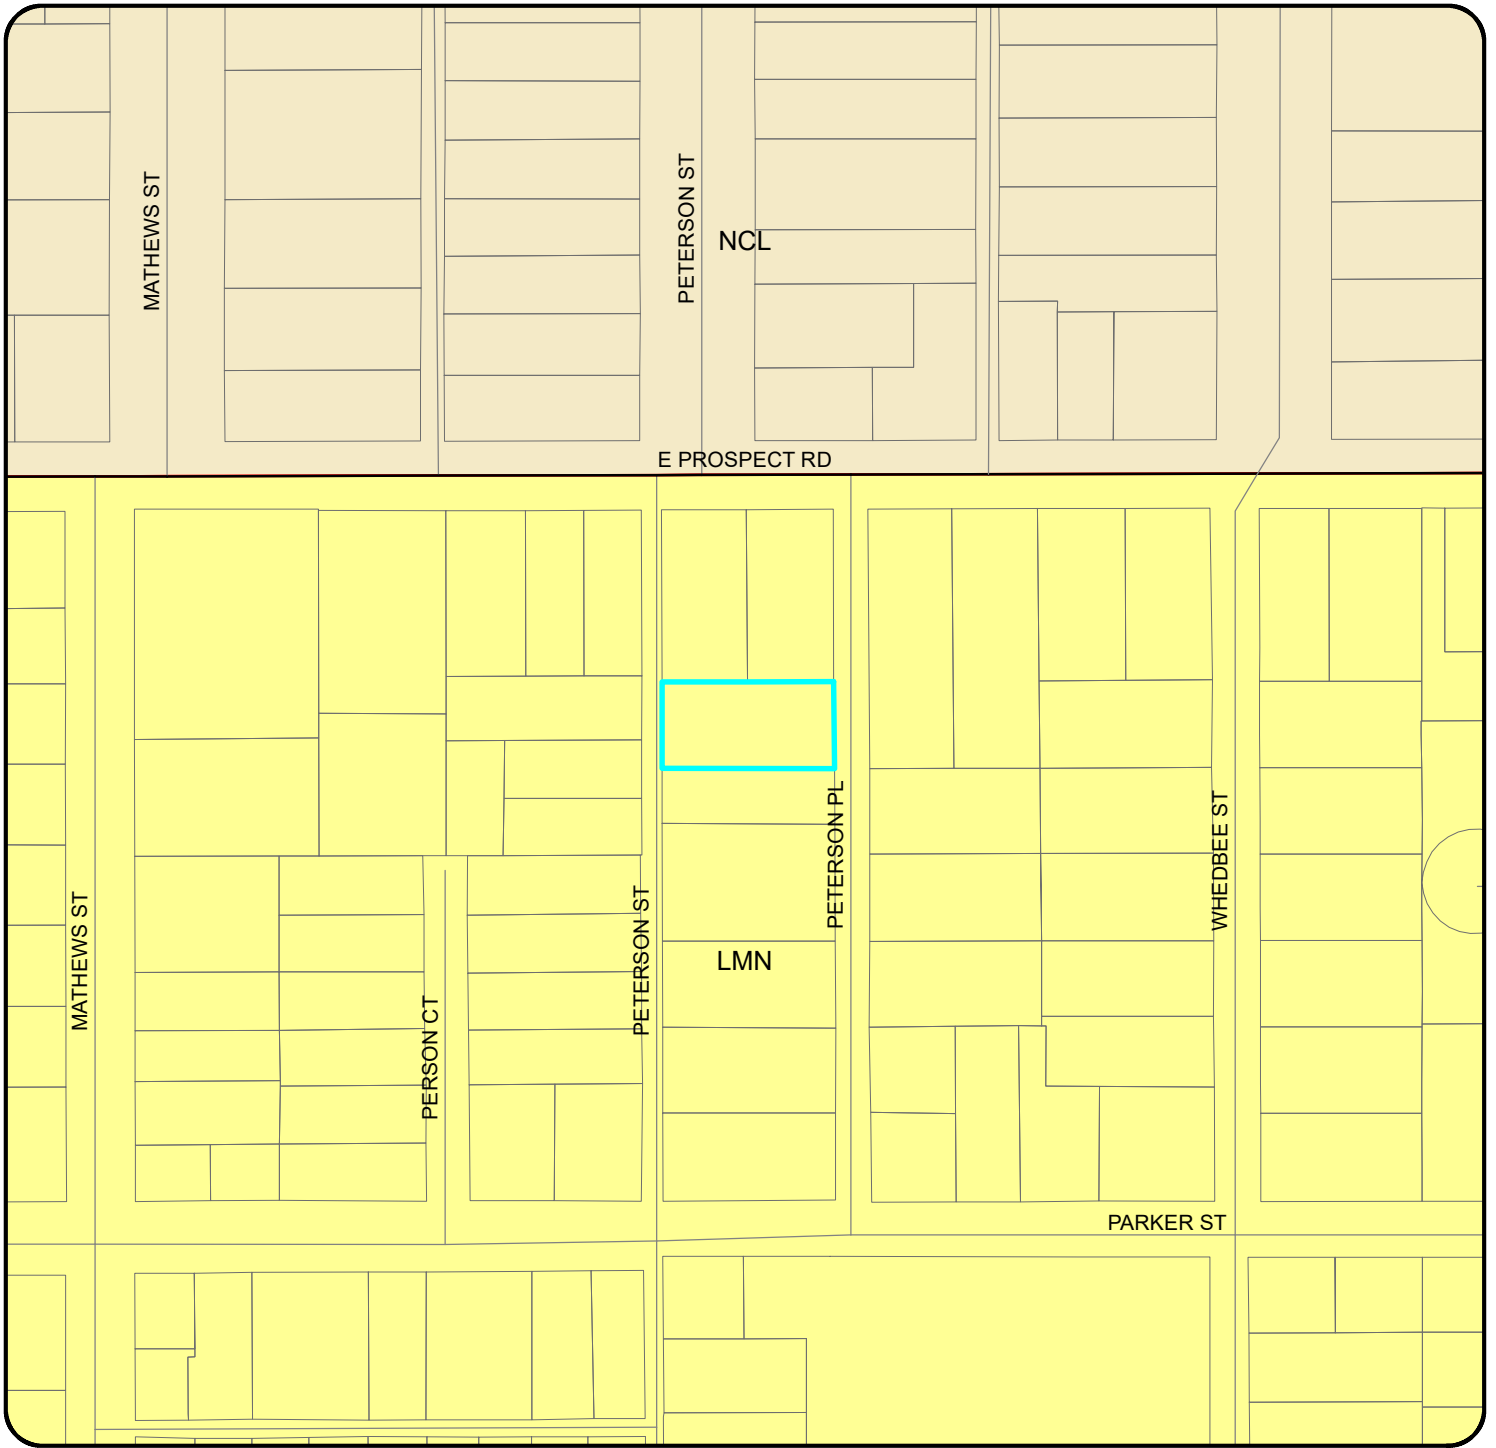 MATHEWS ST
PETERSON ST
NCL
E PROSPECT RD
PETERSON PL
WHEDBEE ST
MATHEWS ST
PETERSON ST
LMN
PERSON CT
PARKER ST